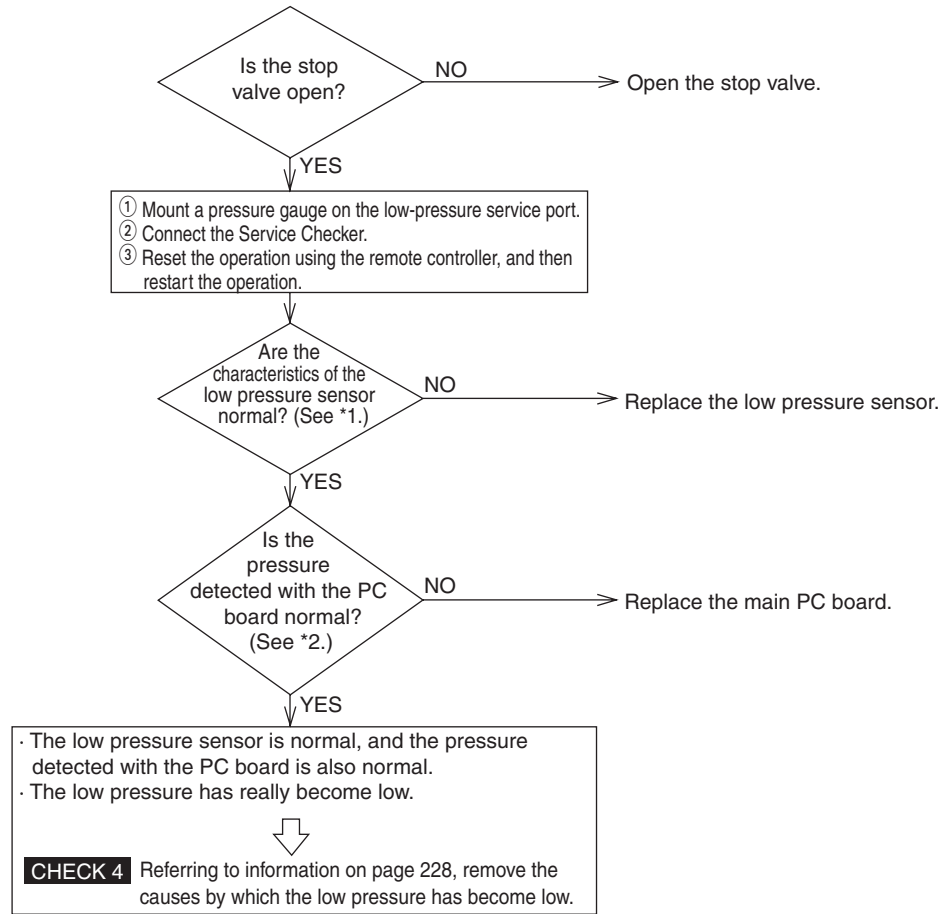 Is the stop
valve open?
NO
Open the stop valve.
YES
① Mount a pressure gauge on the low-pressure service port.
② Connect the Service Checker.
③ Reset the operation using the remote controller, and then
restart the operation.
Are the
characteristics of the
low pressure sensor
normal? (See *1.)
NO
Replace the low pressure sensor.
YES
Is the
pressure
detected with the PC
board normal?
(See *2.)
NO
Replace the main PC board.
YES
· The low pressure sensor is normal, and the pressure
detected with the PC board is also normal.
· The low pressure has really become low.
CHECK 4 Referring to information on page 228, remove the
causes by which the low pressure has become low.